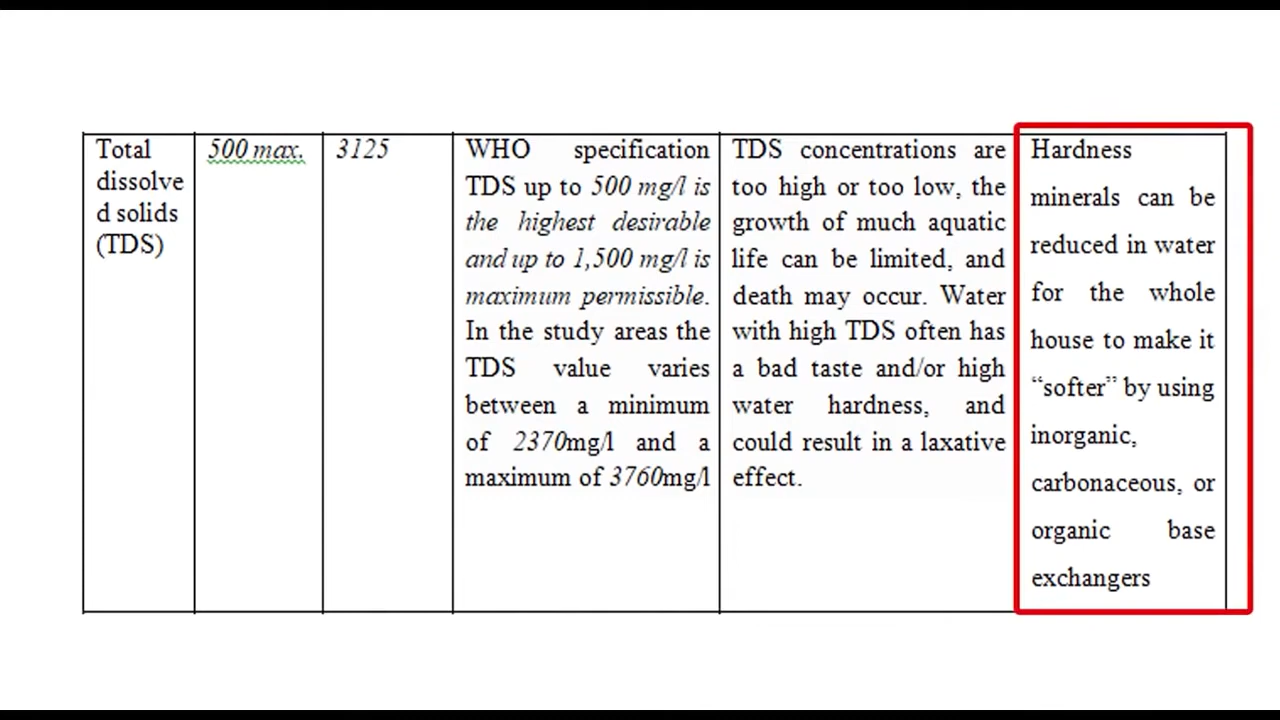 Total
dissolve
d solids
(TDS)
500 max.
3125
WHO specification
TDS up to 500 mg/l is
the highest desirable
and up to 1,500 mg/l is
maximum permissible.
In the study areas the
TDS value varies
between a minimum
of 2370mg/l and a
maximum of 3760mg/l
TDS concentrations are
too high or too low, the
growth of much aquatic
life can be limited, and
death may occur. Water
with high TDS often has
a bad taste and/or high
water hardness, and
could result in a laxative
effect.
Hardness
minerals can be
reduced in water
for the whole
house to make it
“softer” by using
inorganic,
carbonaceous, or
organic base
exchangers